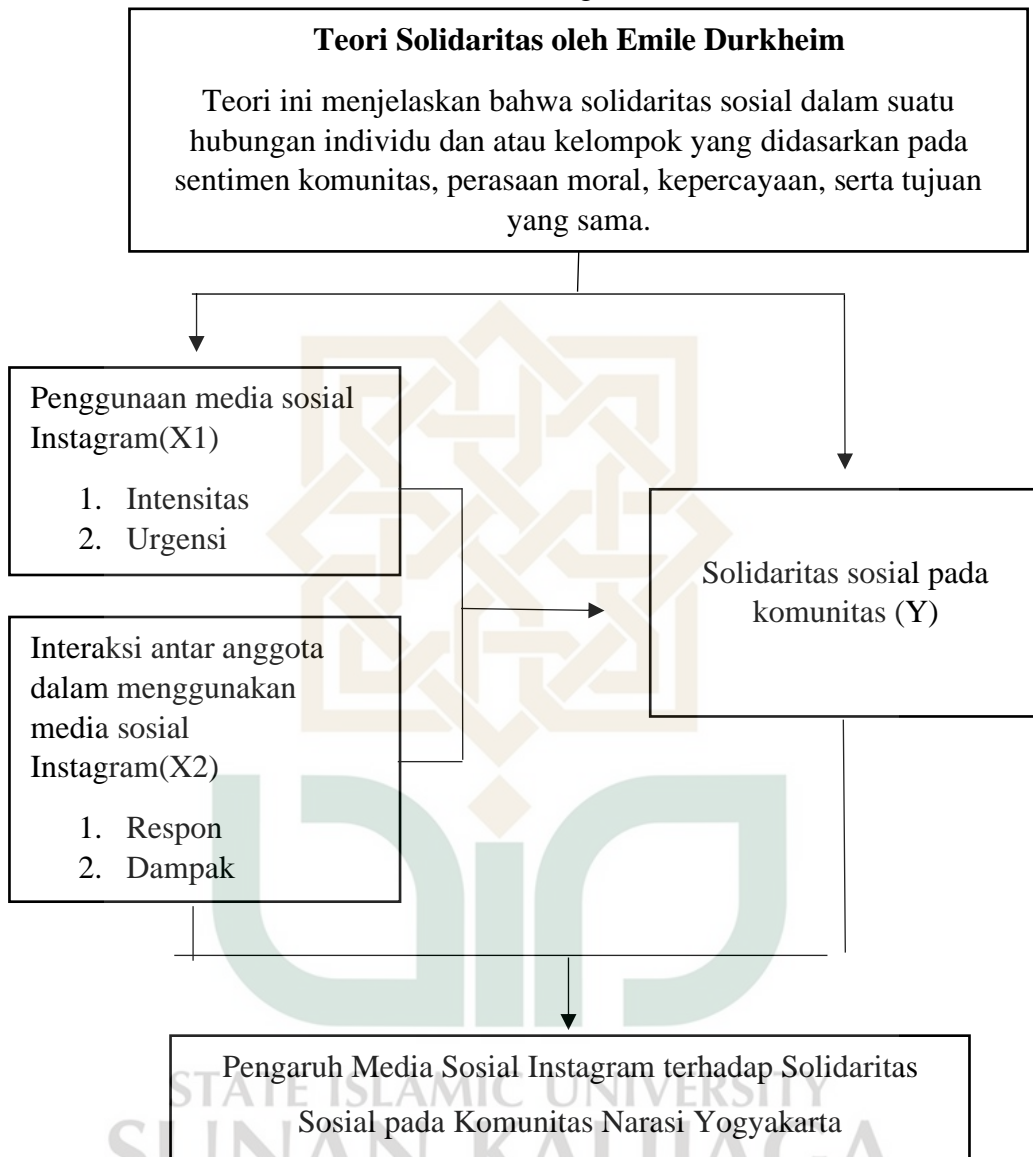 Teori Solidaritas oleh Emile Durkheim
Teori ini menjelaskan bahwa solidaritas sosial dalam suatu
hubungan individu dan atau kelompok yang didasarkan pada
sentimen komunitas, perasaan moral, kepercayaan, serta tujuan
yang sama.
Penggunaan media sosial
Instagram(X1)
1. Intensitas
2. Urgensi
Interaksi antar anggota
dalam menggunakan
media sosial
Instagram(X2)
1. Respon
2. Dampak
Solidaritas sosial pada
komunitas (Y)
Pengaruh Media Sosial Instagram terhadap Solidaritas
Sosial pada Komunitas Narasi Yogyakarta
STATE ISLAMIC UNIVERSITY
SUNAN KALIJAGA